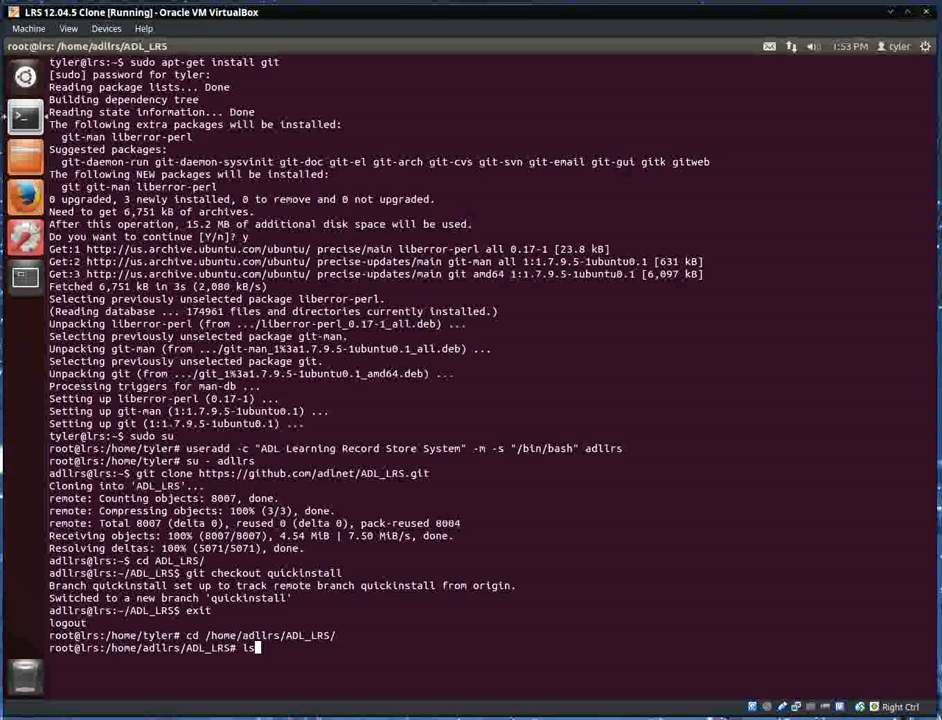 LRS 12.04.5 Clone [Running] - Oracle VM VirtualBox
Machine View Devices Help
root@lrs: /home/adllrs/ADL_LRS 1:53 PM tyler
tyler@lrs:~$ sudo apt-get install git
[sudo] password for tyler:
Reading package lists... Done
Building dependency tree
Reading state information... Done
The following extra packages will be installed:
git-man liberror-perl
Suggested packages:
git-daemon-run git-daemon-sysvinit git-doc git-el git-arch git-cvs git-svn git-email git-gui gitk gitweb
The following NEW packages will be installed:
git git-man liberror-perl
0 upgraded, 3 newly installed, 0 to remove and 0 not upgraded.
Need to get 6,751 kB of archives.
After this operation, 15.2 MB of additional disk space will be used.
Do you want to continue [Y/n]? y
Get:1 http://us.archive.ubuntu.com/ubuntu/ precise/main liberror-perl all 0.17-1 [23.8 kB]
Get:2 http://us.archive.ubuntu.com/ubuntu/ precise-updates/main git-man all 1:1.7.9.5-1ubuntu0.1 [631 kB]
Get:3 http://us.archive.ubuntu.com/ubuntu/ precise-updates/main git amd64 1:1.7.9.5-1ubuntu0.1 [6,097 kB]
Fetched 6,751 kB in 3s (2,080 kB/s)
Selecting previously unselected package liberror-perl.
(Reading database ... 174961 files and directories currently installed.)
Unpacking liberror-perl (from .../liberror-perl_0.17-1_all.deb) ...
Selecting previously unselected package git-man.
Unpacking git-man (from .../git-man_1%3a1.7.9.5-1ubuntu0.1_all.deb) ...
Selecting previously unselected package git.
Unpacking git (from .../git_1%3a1.7.9.5-1ubuntu0.1_amd64.deb) ...
Processing triggers for man-db ...
Setting up liberror-perl (0.17-1) ...
Setting up git-man (1:1.7.9.5-1ubuntu0.1) ...
Setting up git (1:1.7.9.5-1ubuntu0.1) ...
tyler@lrs:~$ sudo su
root@lrs:/home/tyler# useradd -c "ADL Learning Record Store System" -m -s "/bin/bash" adllrs
root@lrs:/home/tyler# su - adllrs
adllrs@lrs:~$ git clone https://github.com/adlnet/ADL_LRS.git
Cloning into 'ADL_LRS'...
remote: Counting objects: 8007, done.
remote: Compressing objects: 100% (3/3), done.
remote: Total 8007 (delta 0), reused 0 (delta 0), pack-reused 8004
Receiving objects: 100% (8007/8007), 4.54 MiB | 7.50 MiB/s, done.
Resolving deltas: 100% (5071/5071), done.
adllrs@lrs:~$ cd ADL_LRS/
adllrs@lrs:~/ADL_LRS$ git checkout quickinstall
Branch quickinstall set up to track remote branch quickinstall from origin.
Switched to a new branch 'quickinstall'
adllrs@lrs:~/ADL_LRS$ exit
logout
root@lrs:/home/tyler# cd /home/adllrs/ADL_LRS/
root@lrs:/home/adllrs/ADL_LRS# ls
Right Ctrl